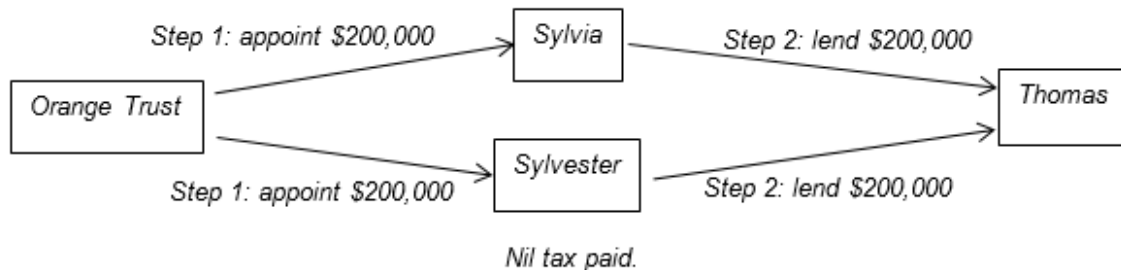 Step 1: appoint $200,000
Sylvia
Step 2: lend $200,000
Orange Trust
Thomas
Sylvester
Step 1: appoint $200,000
Step 2: lend $200,000
Nil tax paid.